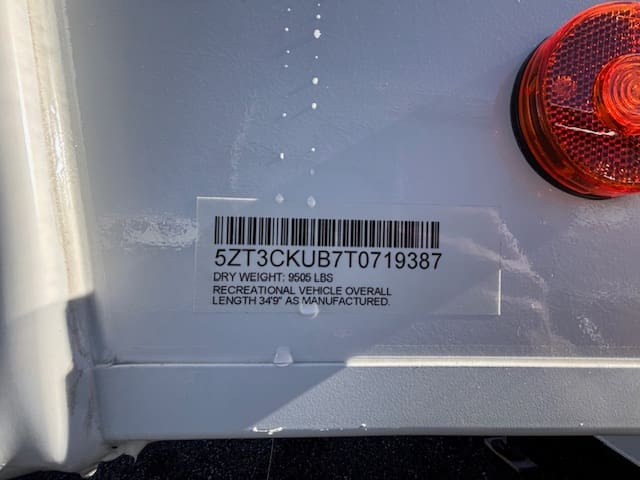 5ZT3CKUB7T0719387
DRY WEIGHT: 9505 LBS
RECREATIONAL VEHICLE OVERALL
LENGTH 34'9" AS MANUFACTURED.